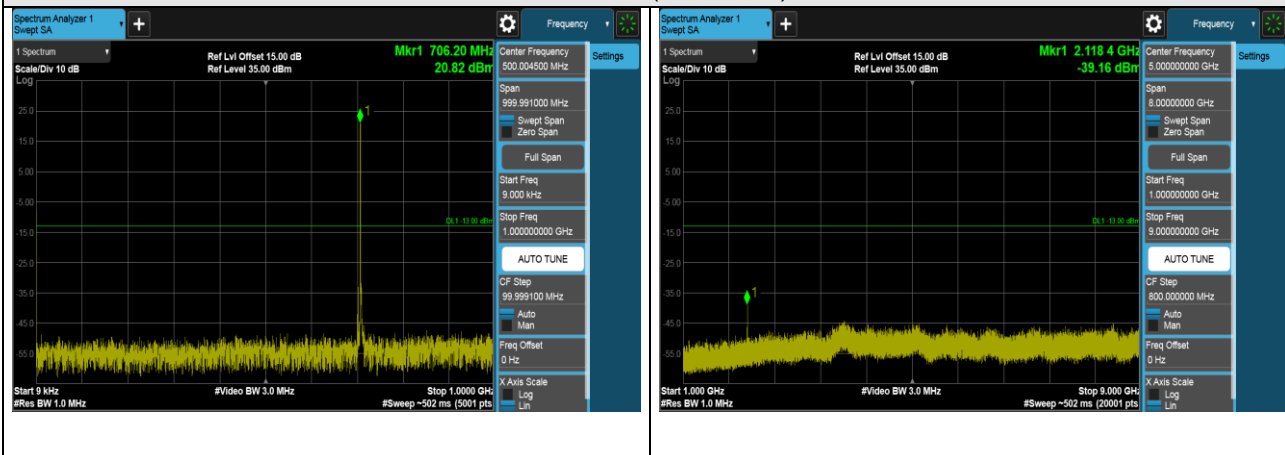 Spectrum Analyzer 1
Swept SA
+
Frequency
1 Spectrum
Scale/Div 10 dB
Log
Ref Lvl Offset 15.00 dB
Ref Level 35.00 dBm
Mkr1 706.20 MHz
20.82 dBm
1
25.0
15.0
5.00
-5.00
-15.0
-25.0
-35.0
-45.0
-55.0
DL1 -13.00 dBm
Start 9 kHz
#Res BW 1.0 MHz
#Video BW 3.0 MHz
Stop 1.0000 GHz
#Sweep ~502 ms (5001 pts
Center Frequency
500.004500 MHz
Settings
Span
999.991000 MHz
Swept Span
Zero Span
Full Span
Start Freq
9.000 kHz
Stop Freq
1.000000000 GHz
AUTO TUNE
CF Step
99.999100 MHz
Auto
Man
Freq Offset
0 Hz
X Axis Scale
Log
Lin
Spectrum Analyzer 1
Swept SA
+
Frequency
1 Spectrum
Scale/Div 10 dB
Log
Ref Lvl Offset 15.00 dB
Ref Level 35.00 dBm
Mkr1 2.118 4 GHz
-39.16 dBm
1
25.0
15.0
5.00
-5.00
-15.0
-25.0
-35.0
-45.0
-55.0
DL1 -13.00 dBm
Start 1.000 GHz
#Res BW 1.0 MHz
#Video BW 3.0 MHz
Stop 9.000 GHz
#Sweep ~502 ms (20001 pts
Center Frequency
5.000000000 GHz
Settings
Span
8.00000000 GHz
Swept Span
Zero Span
Full Span
Start Freq
1.000000000 GHz
Stop Freq
9.000000000 GHz
AUTO TUNE
CF Step
800.000000 MHz
Auto
Man
Freq Offset
0 Hz
X Axis Scale
Log
Lin